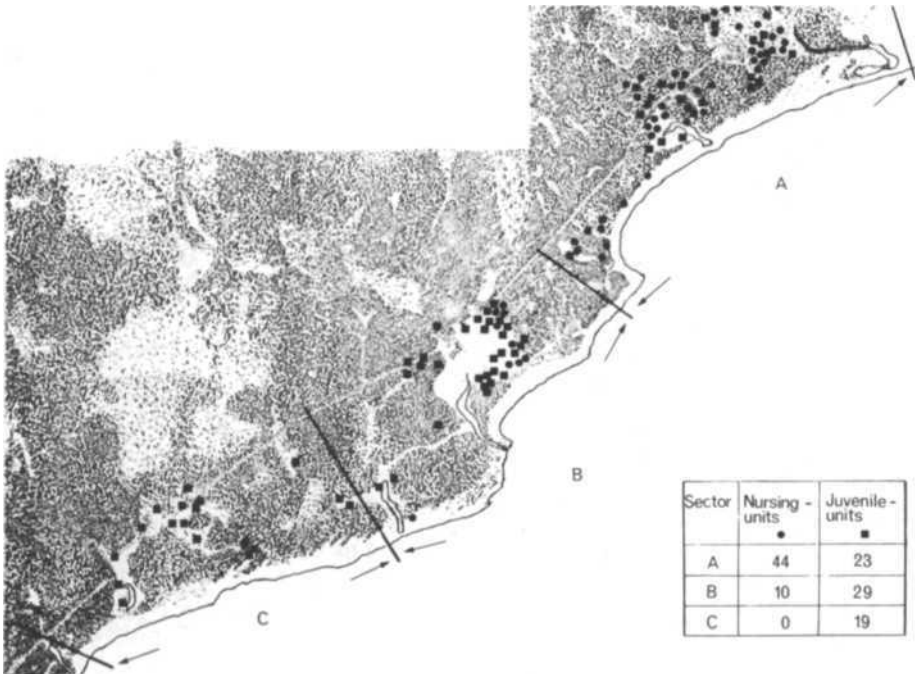 A
B
C
Sector Nursing - units ● Juvenile - units ■
A 44 23
B 10 29
C 0 19